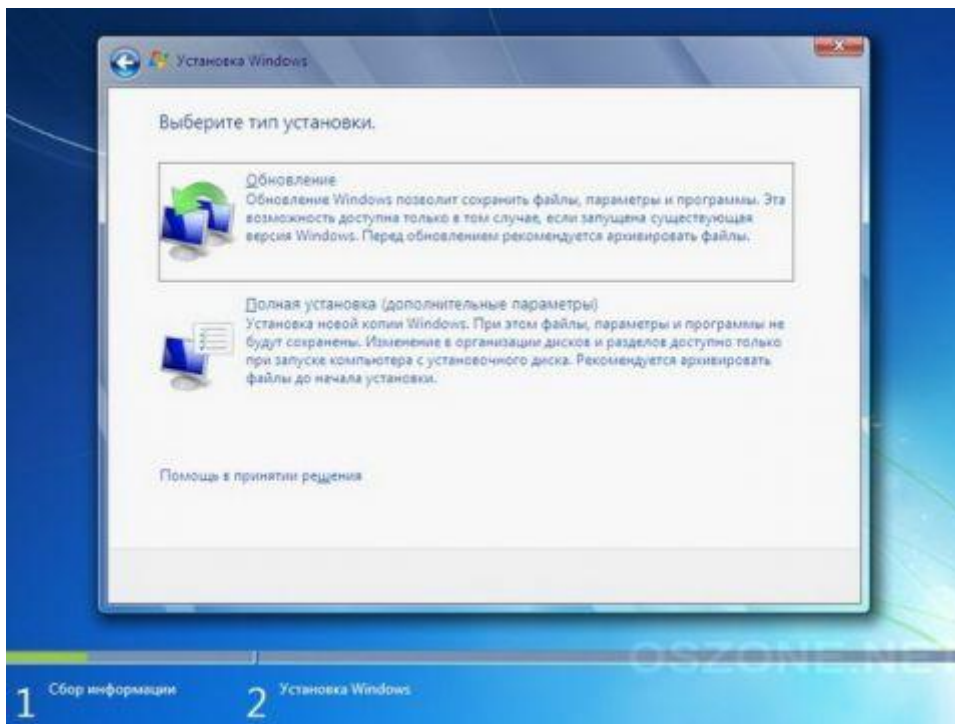 Установка Windows
Выберите тип установки.
Обновление
Обновление Windows позволит сохранить файлы, параметры и программы. Эта
возможность доступна только в том случае, если запущена существующая
версия Windows. Перед обновлением рекомендуется архивировать файлы.
Полная установка (дополнительные параметры)
Установка новой копии Windows. При этом файлы, параметры и программы не
будут сохранены. Изменение в организации дисков и разделов доступно только
при запуске компьютера с установочного диска. Рекомендуется архивировать
файлы до начала установки.
Помощь в принятии решения
OSZONE.NE
1 Сбор информации
2 Установка Windows